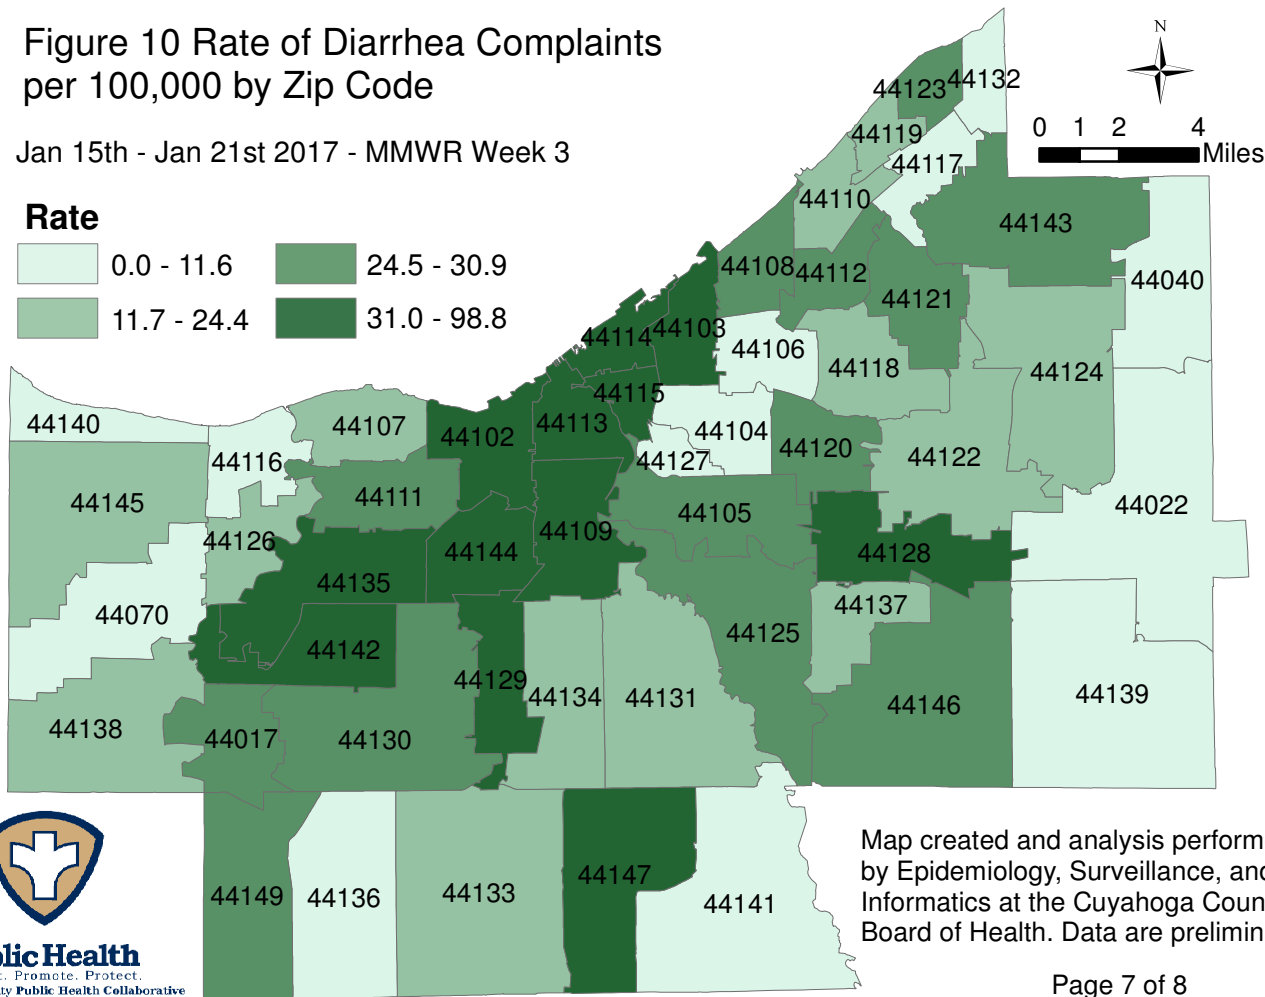 Figure 10 Rate of Diarrhea Complaints
per 100,000 by Zip Code
Jan 15th - Jan 21st 2017 - MMWR Week 3
Rate
0.0 - 11.6
24.5 - 30.9
11.7 - 24.4
31.0 - 98.8
N
0 1 2 4
Miles
44123
44132
44119
44117
44110
44143
44108
44112
44121
44040
44114
44103
44106
44118
44124
44115
44140
44107
44102
44113
44104
44120
44116
44127
44122
44145
44111
44105
44022
44126
44109
44144
44128
44135
44070
44137
44142
44125
44129
44134
44131
44139
44138
44017
44130
44146
44149
44136
44133
44147
44141
Map created and analysis perform
by Epidemiology, Surveillance, and
Informatics at the Cuyahoga Coun
Board of Health. Data are prelimin
Page 7 of 8
blic Health
t. Promote. Protect.
ty Public Health Collaborative